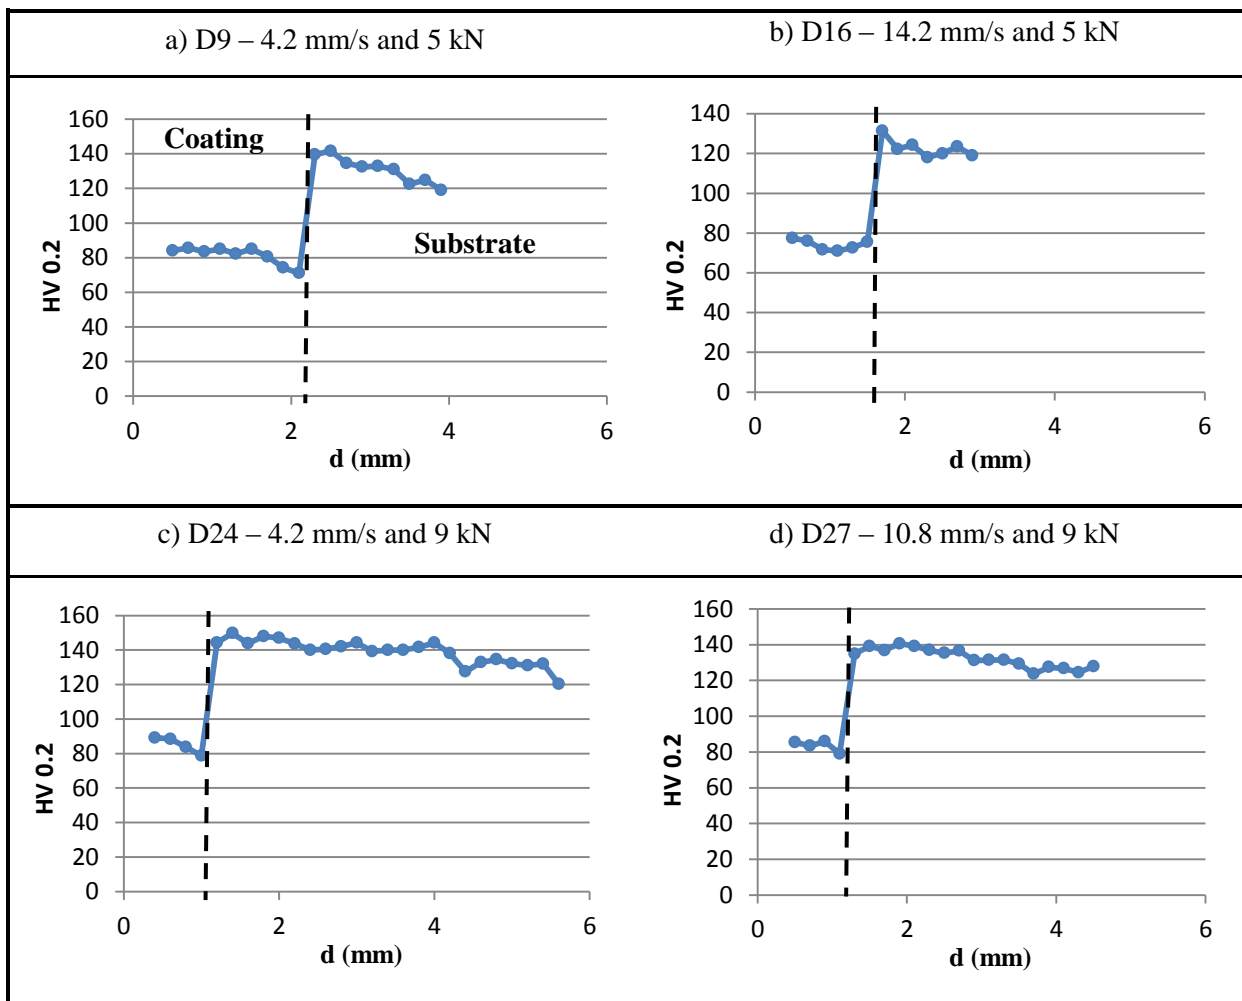 a) D9 – 4.2 mm/s and 5 kN
b) D16 – 14.2 mm/s and 5 kN
160
140
120
100
80
60
40
20
0
HV 0.2
Coating
Substrate
0 2 4 6
d (mm)
140
120
100
80
60
40
20
0
HV 0.2
0 2 4 6
d (mm)
c) D24 – 4.2 mm/s and 9 kN
d) D27 – 10.8 mm/s and 9 kN
160
140
120
100
80
60
40
20
0
HV 0.2
0 2 4 6
d (mm)
160
140
120
100
80
60
40
20
0
HV 0.2
0 2 4 6
d (mm)